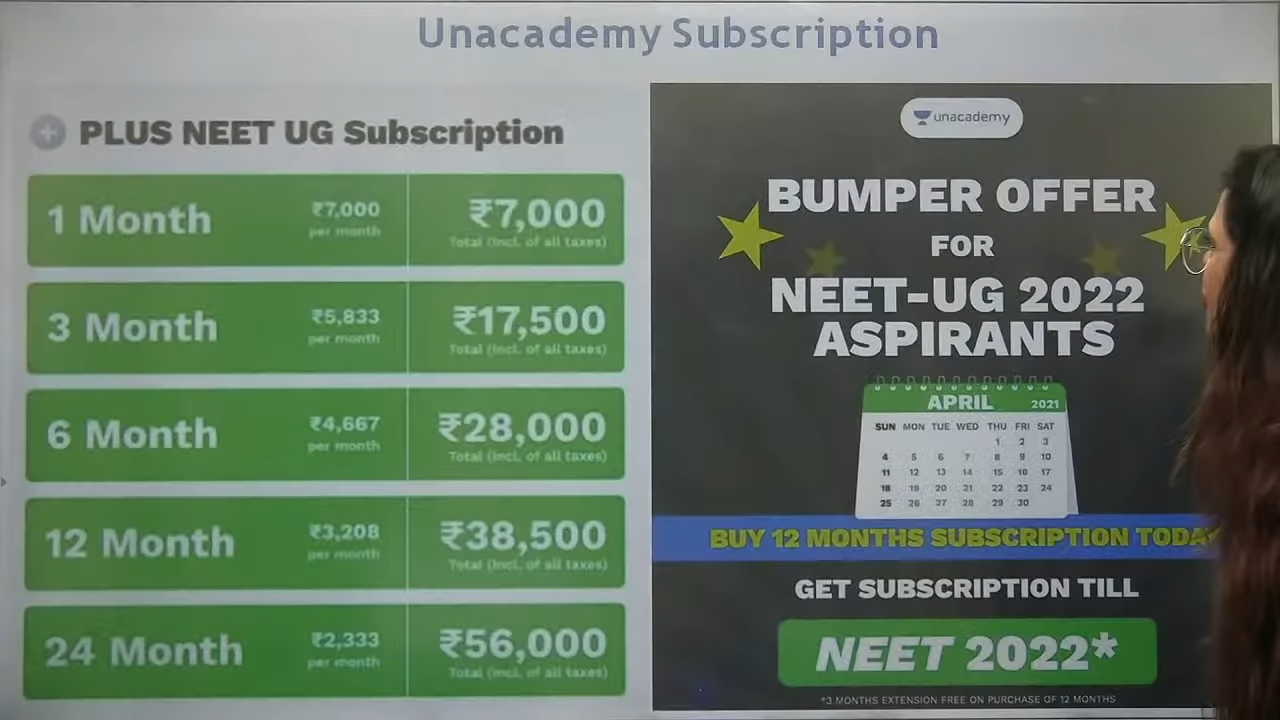 Unacademy Subscription
PLUS NEET UG Subscription
1 Month ₹7,000 per month ₹7,000 Total (Incl. of all taxes)
3 Month ₹5,833 per month ₹17,500 Total (Incl. of all taxes)
6 Month ₹4,667 per month ₹28,000 Total (Incl. of all taxes)
12 Month ₹3,208 per month ₹38,500 Total (Incl. of all taxes)
24 Month ₹2,333 per month ₹56,000 Total (Incl. of all taxes)
unacademy
BUMPER OFFER
FOR
NEET-UG 2022
ASPIRANTS
APRIL 2021
SUN MON TUE WED THU FRI SAT
1 2 3
4 5 6 7 8 9 10
11 12 13 14 15 16 17
18 19 20 21 22 23 24
25 26 27 28 29 30
BUY 12 MONTHS SUBSCRIPTION TODAY
GET SUBSCRIPTION TILL
NEET 2022*
*3 MONTHS EXTENSION FREE ON PURCHASE OF 12 MONTHS